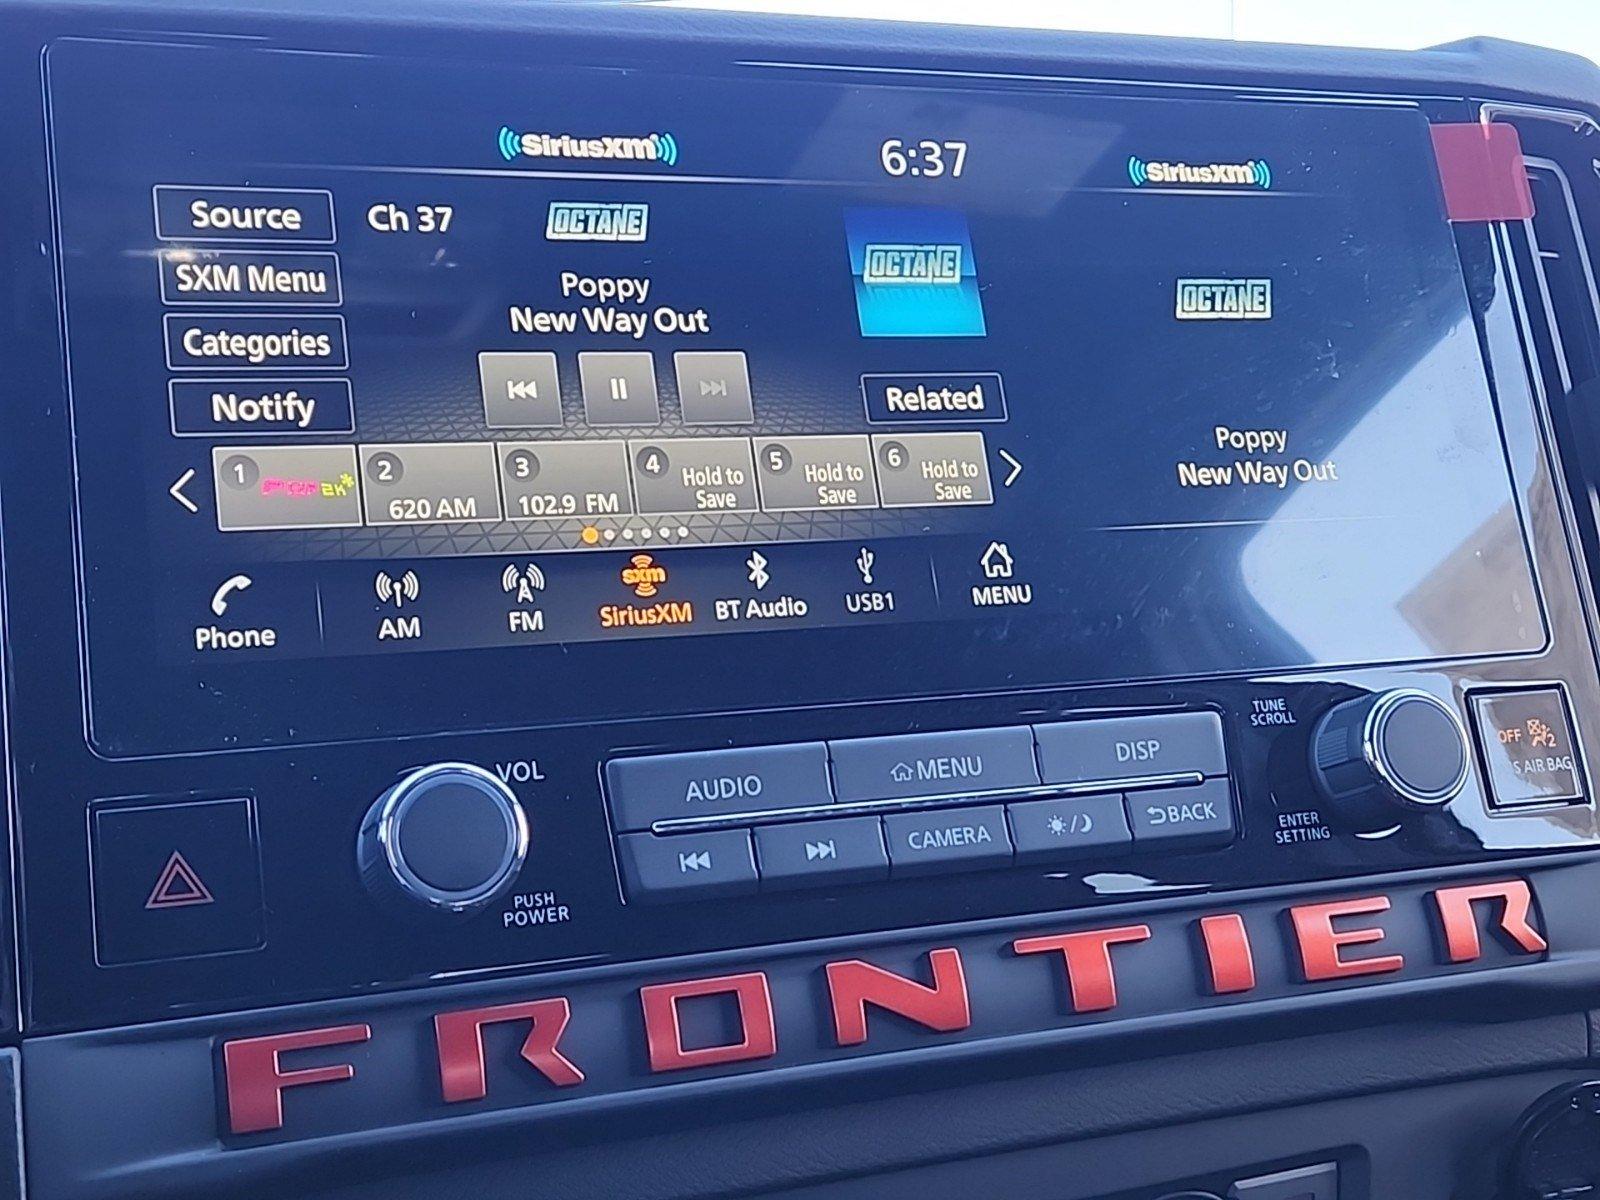 SiriusXM
6:37
SiriusXM
Source
Ch 37
OCTANE
OCTANE
SXM Menu
Poppy
New Way Out
OCTANE
Categories
Notify
Related
Poppy
New Way Out
1
POP2K
2
620 AM
3
102.9 FM
4
Hold to
Save
5
Hold to
Save
6
Hold to
Save
Phone
AM
FM
sxm
SiriusXM
BT Audio
USB1
MENU
VOL
PUSH
POWER
AUDIO
MENU
DISP
CAMERA
BACK
TUNE
SCROLL
ENTER
SETTING
OFF
2
S AIR BAG
FRONTIER